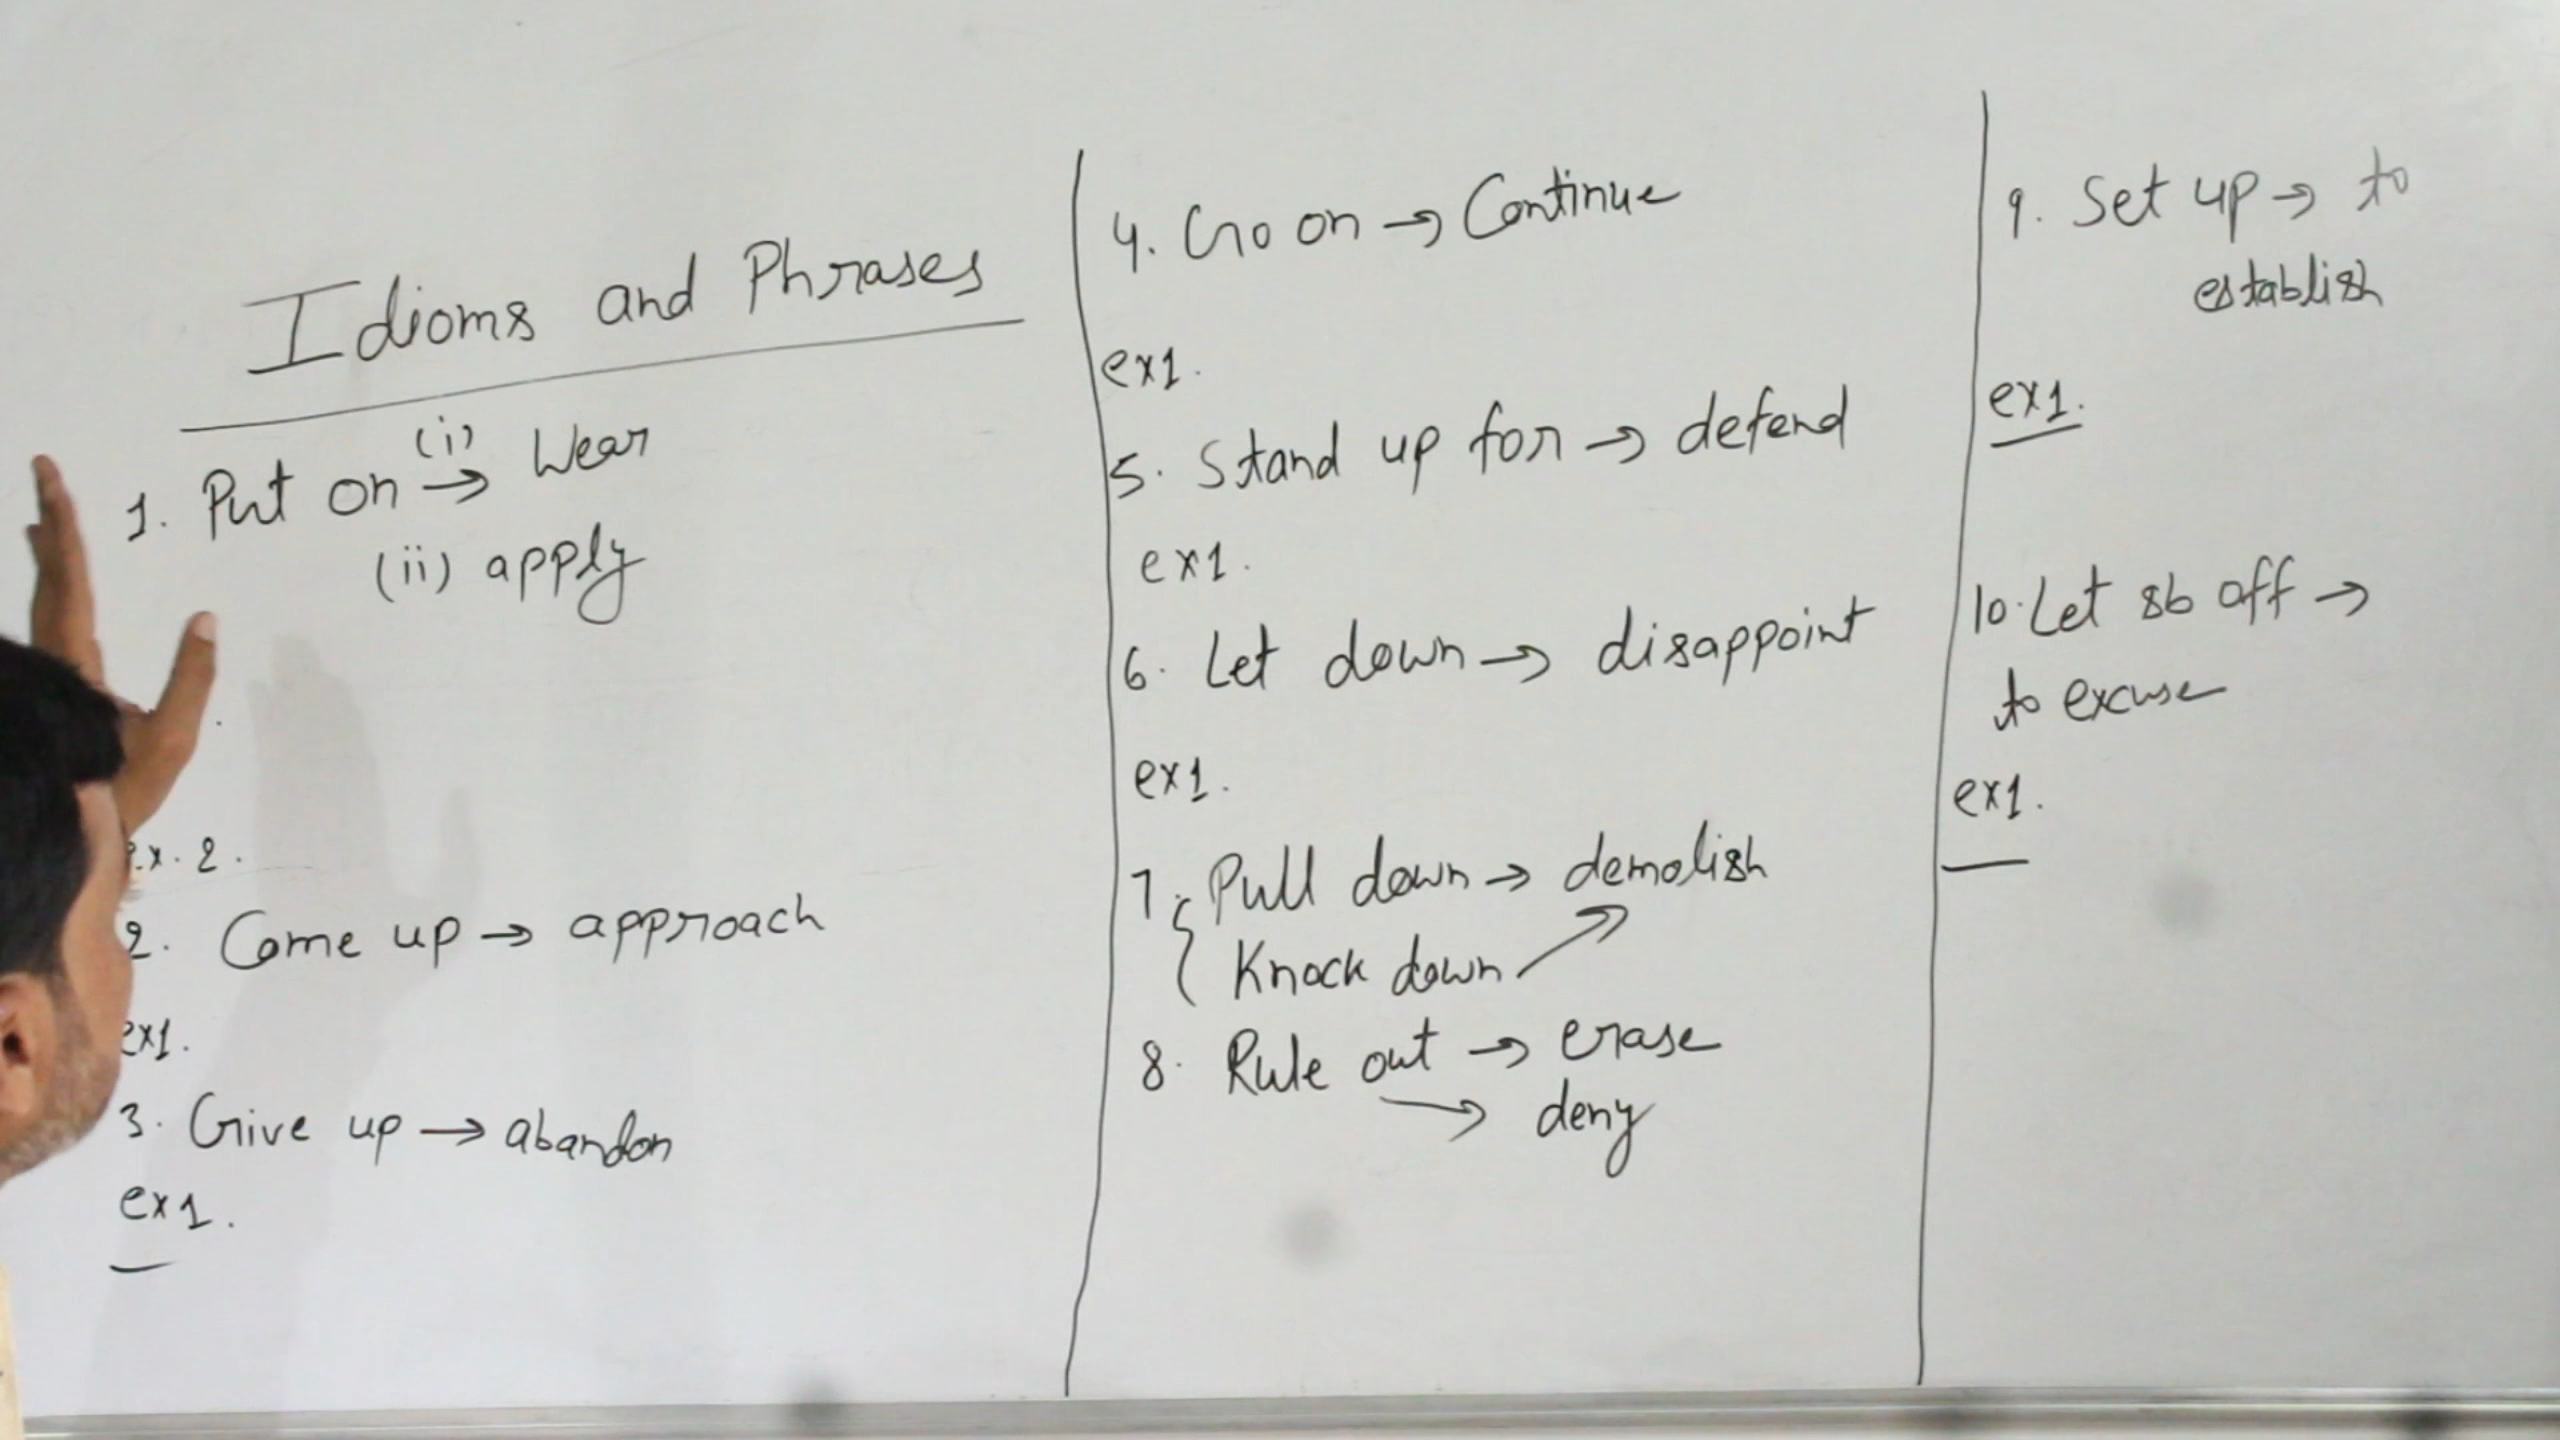 Idioms and Phrases
1. Put on (i) → Wear
(ii) apply
ex. 2.
2. Come up → approach
ex1.
3. Give up → abandon
ex1.
4. Go on → Continue
ex1.
5. Stand up for → defend
ex1.
6. Let down → disappoint
ex1.
7. Pull down → demolish
Knock down
8. Rule out → erase
→ deny
9. Set up → to
establish
ex1.
10. Let sb off →
to excuse
ex1.